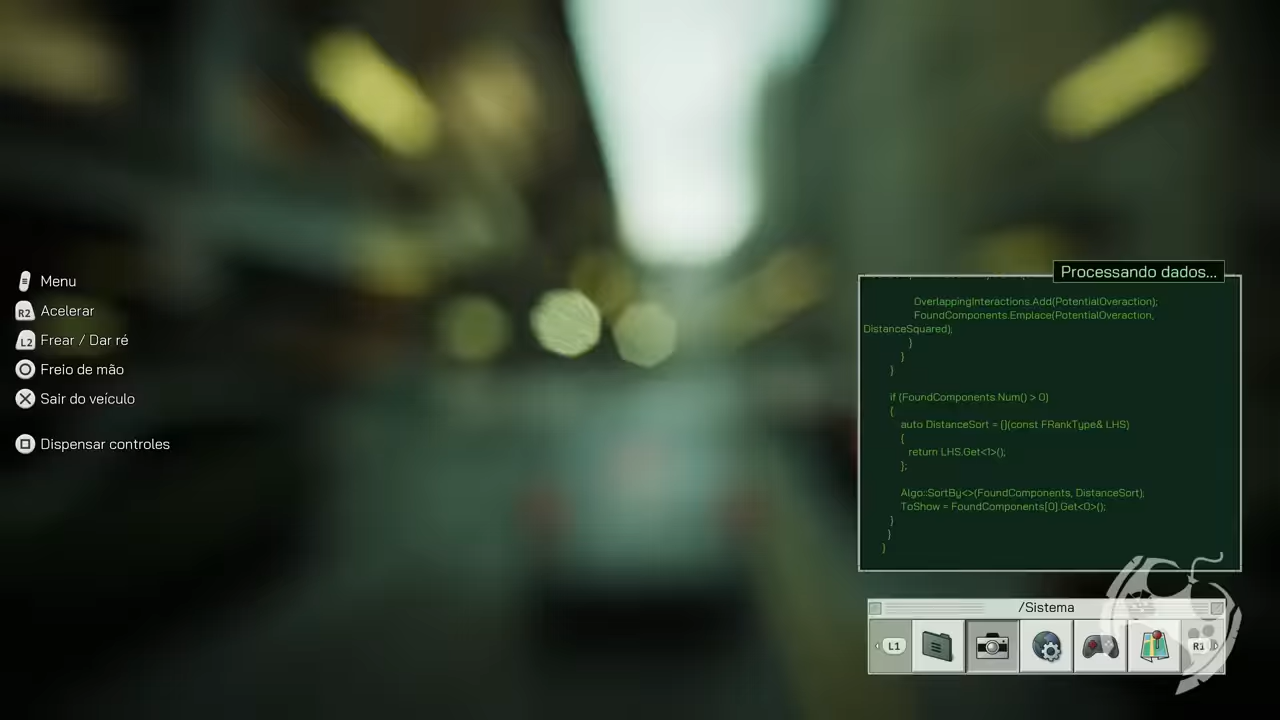 Menu
R2 Acelerar
L2 Frear / Dar ré
Freio de mão
Sair do veículo
Dispensar controles
Processando dados...
OverlappingInteractions.Add(PotentialOveraction);
FoundComponents.Emplace(PotentialOveraction,
DistanceSquared);
}
}
}
if (FoundComponents.Num() > 0)
{
auto DistanceSort = [](const FRankType& LHS)
{
return LHS.Get<1>();
};
Algo::SortBy<>(FoundComponents, DistanceSort);
ToShow = FoundComponents[0].Get<0>();
}
}
}
/Sistema
L1
R1